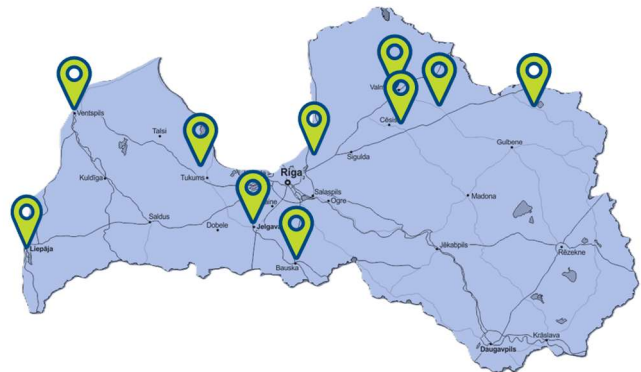 Valm
Ventspils
Talsi
Cēsis
Gulbene
Sigulda
Rīga
Kuldīga
Tukums
Salaspils
Ogre
Madona
Saldus
Dobele
Jelgava
Liepāja
Jēkabpils
Rēzekne
Bauska
Krāslava
Daugavpils